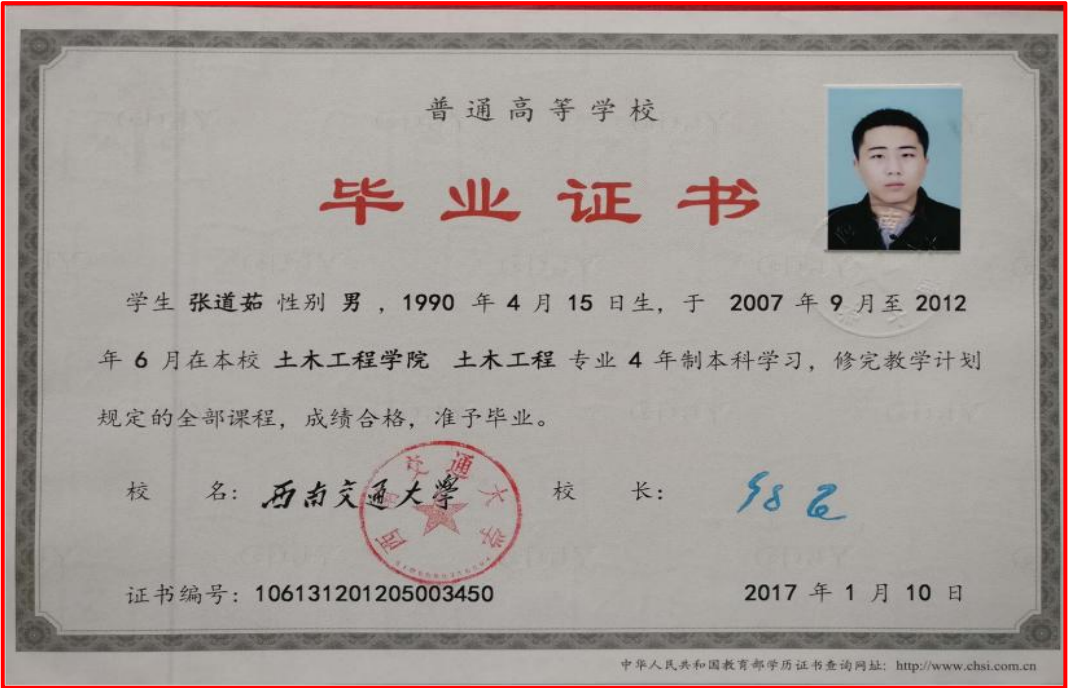 普通高等学校
毕业证书
学生 张道茹 性别 男 ，1990 年 4 月 15 日生，于 2007 年 9 月至 2012
年 6 月在本校 土木工程学院 土木工程 专业 4 年制本科学习，修完教学计划
规定的全部课程，成绩合格，准予毕业。
校 名：西南交通大学 校 长：
西南交通大学
证书编号：106131201205003450 2017 年 1 月 10 日
中华人民共和国教育部学历证书查询网址：http://www.chsi.com.cn